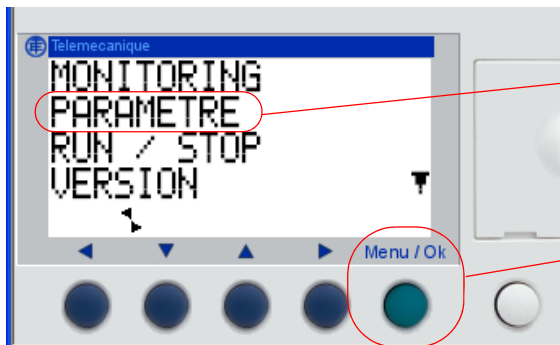 Telemecanique
MONITORING
PARAMETRE
RUN / STOP
VERSION
Menu / Ok